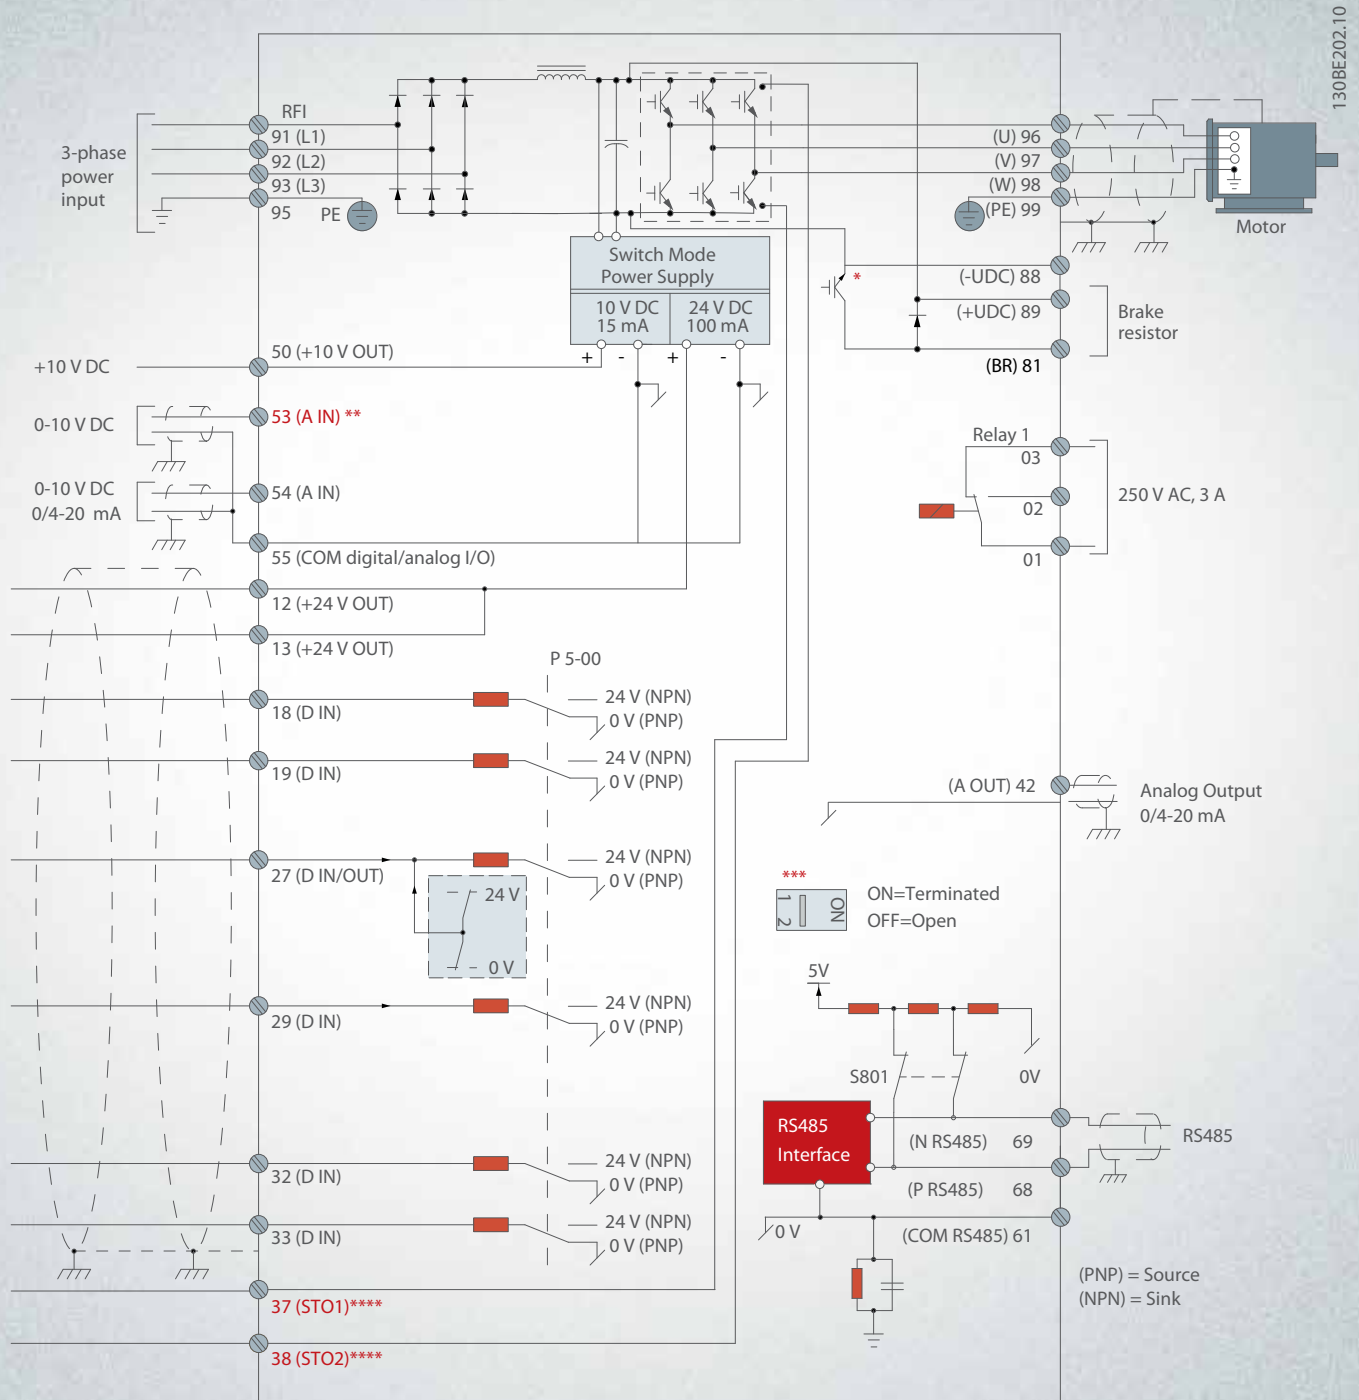 130BE202.10
3-phase
power
input
RFI
91 (L1)
92 (L2)
93 (L3)
95
PE
(U) 96
(V) 97
(W) 98
(PE) 99
Motor
Switch Mode
Power Supply
10 V DC
15 mA
24 V DC
100 mA
+ - + -
*
(-UDC) 88
(+UDC) 89
(BR) 81
Brake
resistor
+10 V DC
50 (+10 V OUT)
0-10 V DC
53 (A IN) **
0-10 V DC
0/4-20 mA
54 (A IN)
55 (COM digital/analog I/O)
12 (+24 V OUT)
13 (+24 V OUT)
Relay 1
03
02
01
250 V AC, 3 A
P 5-00
18 (D IN)
24 V (NPN)
0 V (PNP)
19 (D IN)
24 V (NPN)
0 V (PNP)
27 (D IN/OUT)
24 V (NPN)
0 V (PNP)
24 V
0 V
29 (D IN)
24 V (NPN)
0 V (PNP)
32 (D IN)
24 V (NPN)
0 V (PNP)
33 (D IN)
24 V (NPN)
0 V (PNP)
37 (STO1)****
38 (STO2)****
(A OUT) 42
Analog Output
0/4-20 mA
***
1 2
ON
ON=Terminated
OFF=Open
5V
S801
0V
RS485
Interface
(N RS485) 69
(P RS485) 68
RS485
0 V
(COM RS485) 61
(PNP) = Source
(NPN) = Sink